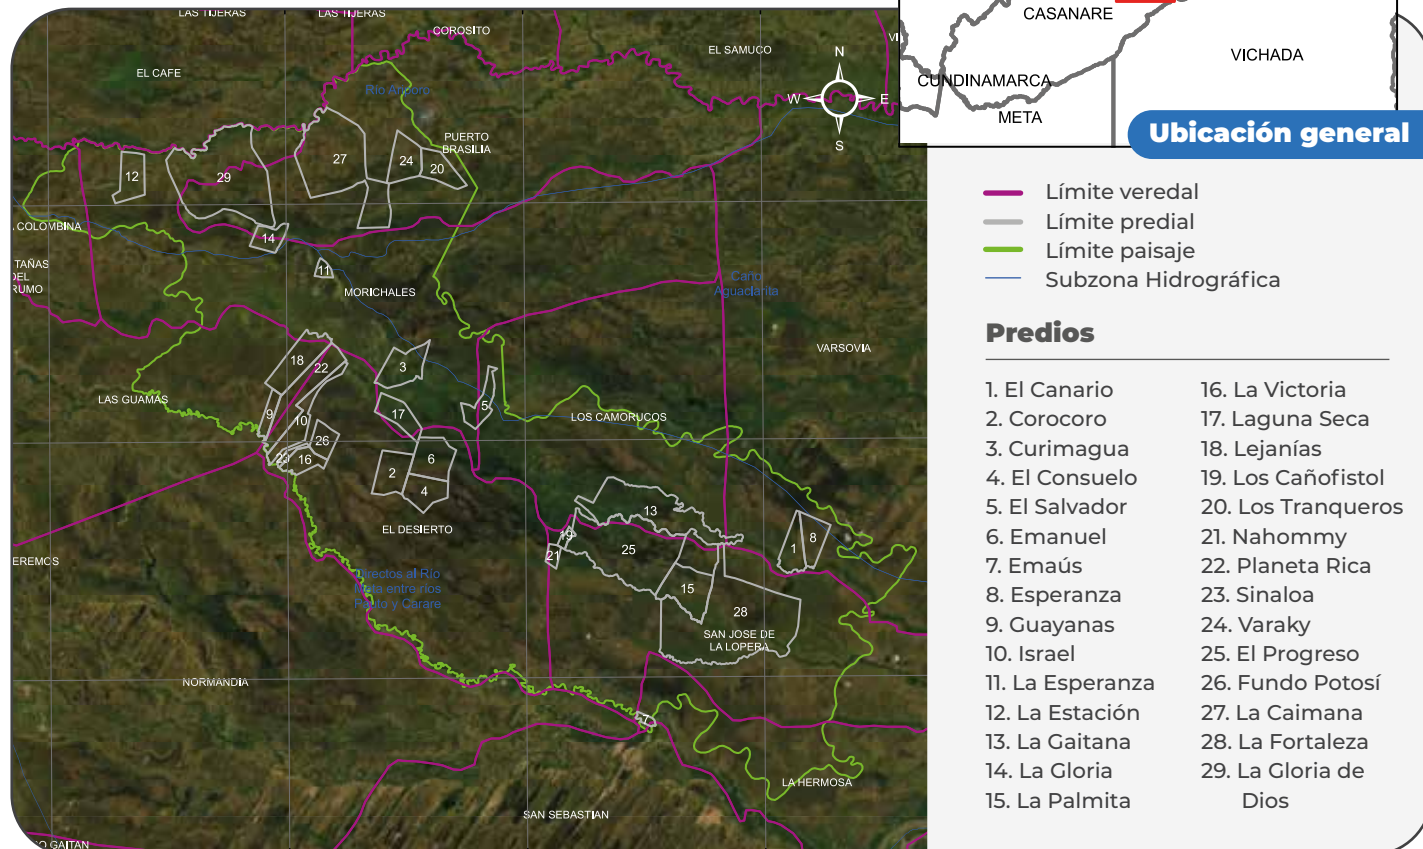 LAS TIJERAS
LAS TIJERAS
COROSITO
EL SAMUCO
VI
EL CAFE
Río Ariporo
N
W
E
S
PUERTO
BRASILIA
27
24
20
12
29
COLOMBINA
14
TAÑAS
DEL
RUMO
11
MORICHALES
Carro
Aguaclarita
VARSOVIA
18
22
3
LAS GUAMAS
9
10
17
5
LOS CAMORUCOS
26
23
16
6
2
4
EL DESIERTO
13
19
21
25
1
8
EREMOS
Directos al Río
Meta entre ríos
Pauto y Carare
15
28
SAN JOSE DE
LA LOPERA
NORMANDIA
7
LA HERMOSA
SAN SEBASTIAN
O GAITAN
CASANARE
VICHADA
CUNDINAMARCA
META
Ubicación general
Límite veredal
Límite predial
Límite paisaje
Subzona Hidrográfica
Predios
1. El Canario
2. Corocoro
3. Curimagua
4. El Consuelo
5. El Salvador
6. Emanuel
7. Emaús
8. Esperanza
9. Guayanas
10. Israel
11. La Esperanza
12. La Estación
13. La Gaitana
14. La Gloria
15. La Palmita
16. La Victoria
17. Laguna Seca
18. Lejanías
19. Los Cañofistol
20. Los Tranqueros
21. Nahommy
22. Planeta Rica
23. Sinaloa
24. Varaky
25. El Progreso
26. Fundo Potosí
27. La Caimana
28. La Fortaleza
29. La Gloria de
Dios